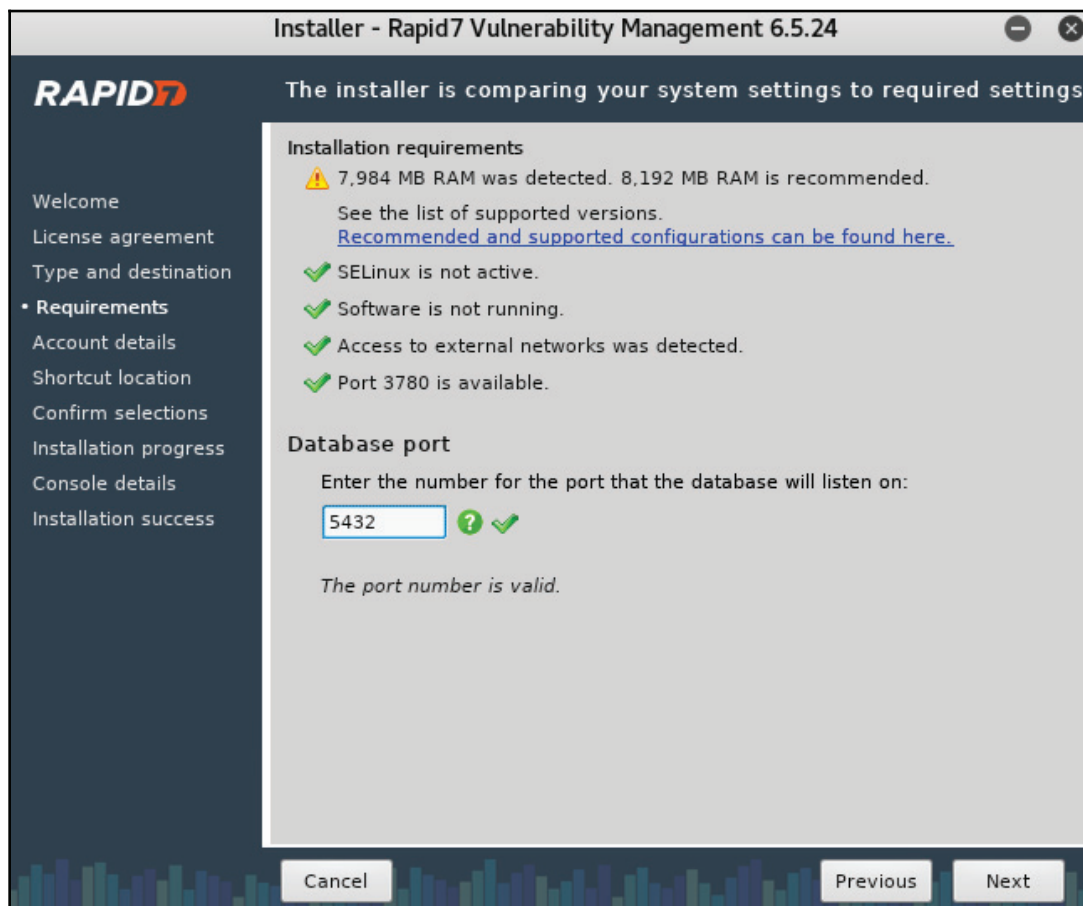 Installer - Rapid7 Vulnerability Management 6.5.24
RAPID7
The installer is comparing your system settings to required settings
Welcome
License agreement
Type and destination
• Requirements
Account details
Shortcut location
Confirm selections
Installation progress
Console details
Installation success
Installation requirements
7,984 MB RAM was detected. 8,192 MB RAM is recommended.
See the list of supported versions.
Recommended and supported configurations can be found here.
SELinux is not active.
Software is not running.
Access to external networks was detected.
Port 3780 is available.
Database port
Enter the number for the port that the database will listen on:
5432
The port number is valid.
Cancel
Previous
Next